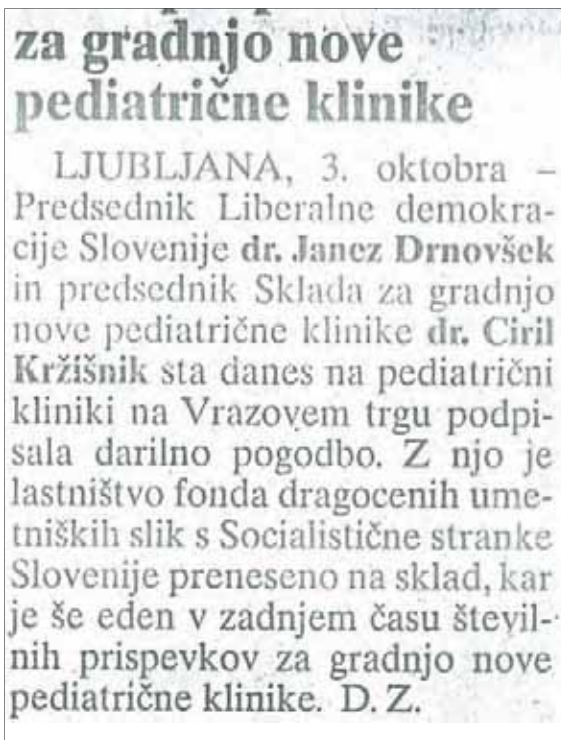 za gradnjo nove
pediatrične klinike
LJUBLJANA, 3. oktobra –
Predsednik Liberalne demokra-
cije Slovenije dr. Janez Drnovšek
in predsednik Sklada za gradnjo
nove pediatrične klinike dr. Ciril
Kržišnik sta danes na pediatrični
kliniki na Vrazovem trgu podpi-
sala darilno pogodbo. Z njo je
lastništvo fonda dragocenih ume-
tniških slik s Socialistične stranke
Slovenije preneseno na sklad, kar
je še eden v zadnjem času števil-
nih prispevkov za gradnjo nove
pediatrične klinike. D. Z.